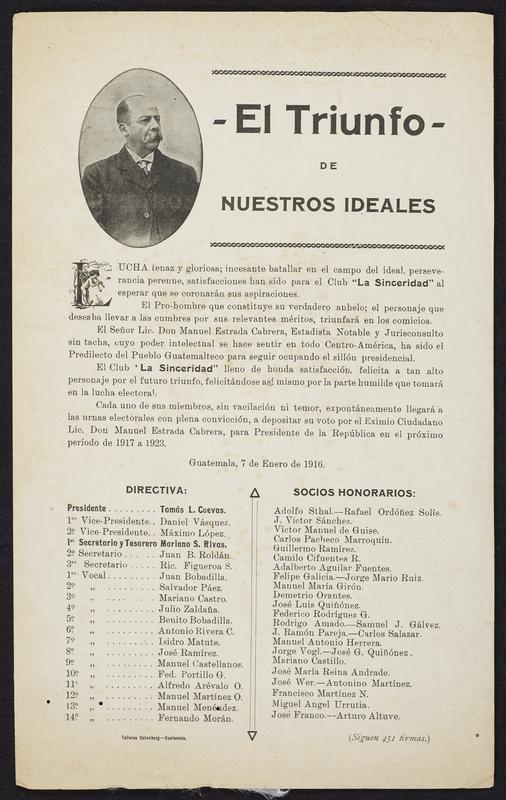 - El Triunfo -
DE
NUESTROS IDEALES
LUCHA tenaz y gloriosa; incesante batallar en el campo del ideal, perseve-
rancia perenne, satisfacciones han sido para el Club "La Sinceridad" al
esperar que se coronarán sus aspiraciones.
El Pro-hombre que constituye su verdadero anhelo; el personaje que
deseaba llevar a las cumbres por sus relevantes méritos, triunfará en los comicios.
El Señor Lic. Don Manuel Estrada Cabrera, Estadista Notable y Jurisconsulto
sin tacha, cuyo poder intelectual se hace sentir en todo Centro-América, ha sido el
Predilecto del Pueblo Guatemalteco para seguir ocupando el sillón presidencial.
El Club "La Sinceridad" lleno de honda satisfacción, felicita a tan alto
personaje por el futuro triunfo, felicitándose así mismo por la parte humilde que tomará
en la lucha electoral.
Cada uno de sus miembros, sin vacilación ni temor, expoutáneamente llegará a
las urnas electorales con plena convicción, a depositar su voto por el Eximio Ciudadano
Lic. Don Manuel Estrada Cabrera, para Presidente de la República en el próximo
período de 1917 a 1923.
Guatemala, 7 de Enero de 1916.
DIRECTIVA:
Presidente ......... Tomás L. Cuevas.
1er Vice-Presidente.. Daniel Vásquez.
2º Vice-Presidente.. Máximo López.
1er Secretario y Tesorero Mariano S. Rivas.
2º Secretario ...... Juan B. Roldán.
3er Secretario ..... Ric. Figueroa S.
1er Vocal ......... Juan Bobadilla.
2º „ ........ Salvador Páez.
3º „ ........ Mariano Castro.
4º „ ........ Julio Zaldaña.
5º „ ........ Benito Bobadilla.
6º „ ........ Antonio Rivera C.
7º „ ........ Isidro Matute.
8º „ ........ José Ramírez.
9º „ ........ Manuel Castellanos.
10º „ ........ Fed. Portillo G.
11º „ ........ Alfredo Arévalo O.
12º „ ........ Manuel Martínez O.
13º „ ........ Manuel Menéndez.
14º „ ........ Fernando Morán.
SOCIOS HONORARIOS:
Adolfo Sthal.—Rafael Ordóñez Solís.
J. Víctor Sánchez.
Víctor Manuel de Guise.
Carlos Pacheco Marroquín.
Guillermo Ramírez.
Camilo Cifuentes R.
Adalberto Aguilar Fuentes.
Felipe Galicia.—Jorge Mario Ruiz
Manuel María Girón.
Demetrio Orantes.
José Luis Quiñónez.
Federico Rodríguez G.
Rodrigo Amado.—Samuel J. Gálvez.
J. Ramón Pareja.—Carlos Salazar.
Manuel Antonio Herrera.
Jorge Vogl.—José G. Quiñónez.
Mariano Castillo.
José María Reina Andrade.
José Wer.—Antonino Martínez.
Francisco Martínez N.
Miguel Angel Urrutia.
José Franco.—Arturo Altuve.
(Siguen 451 firmas.)
Talleres Gutenberg—Guatemala.